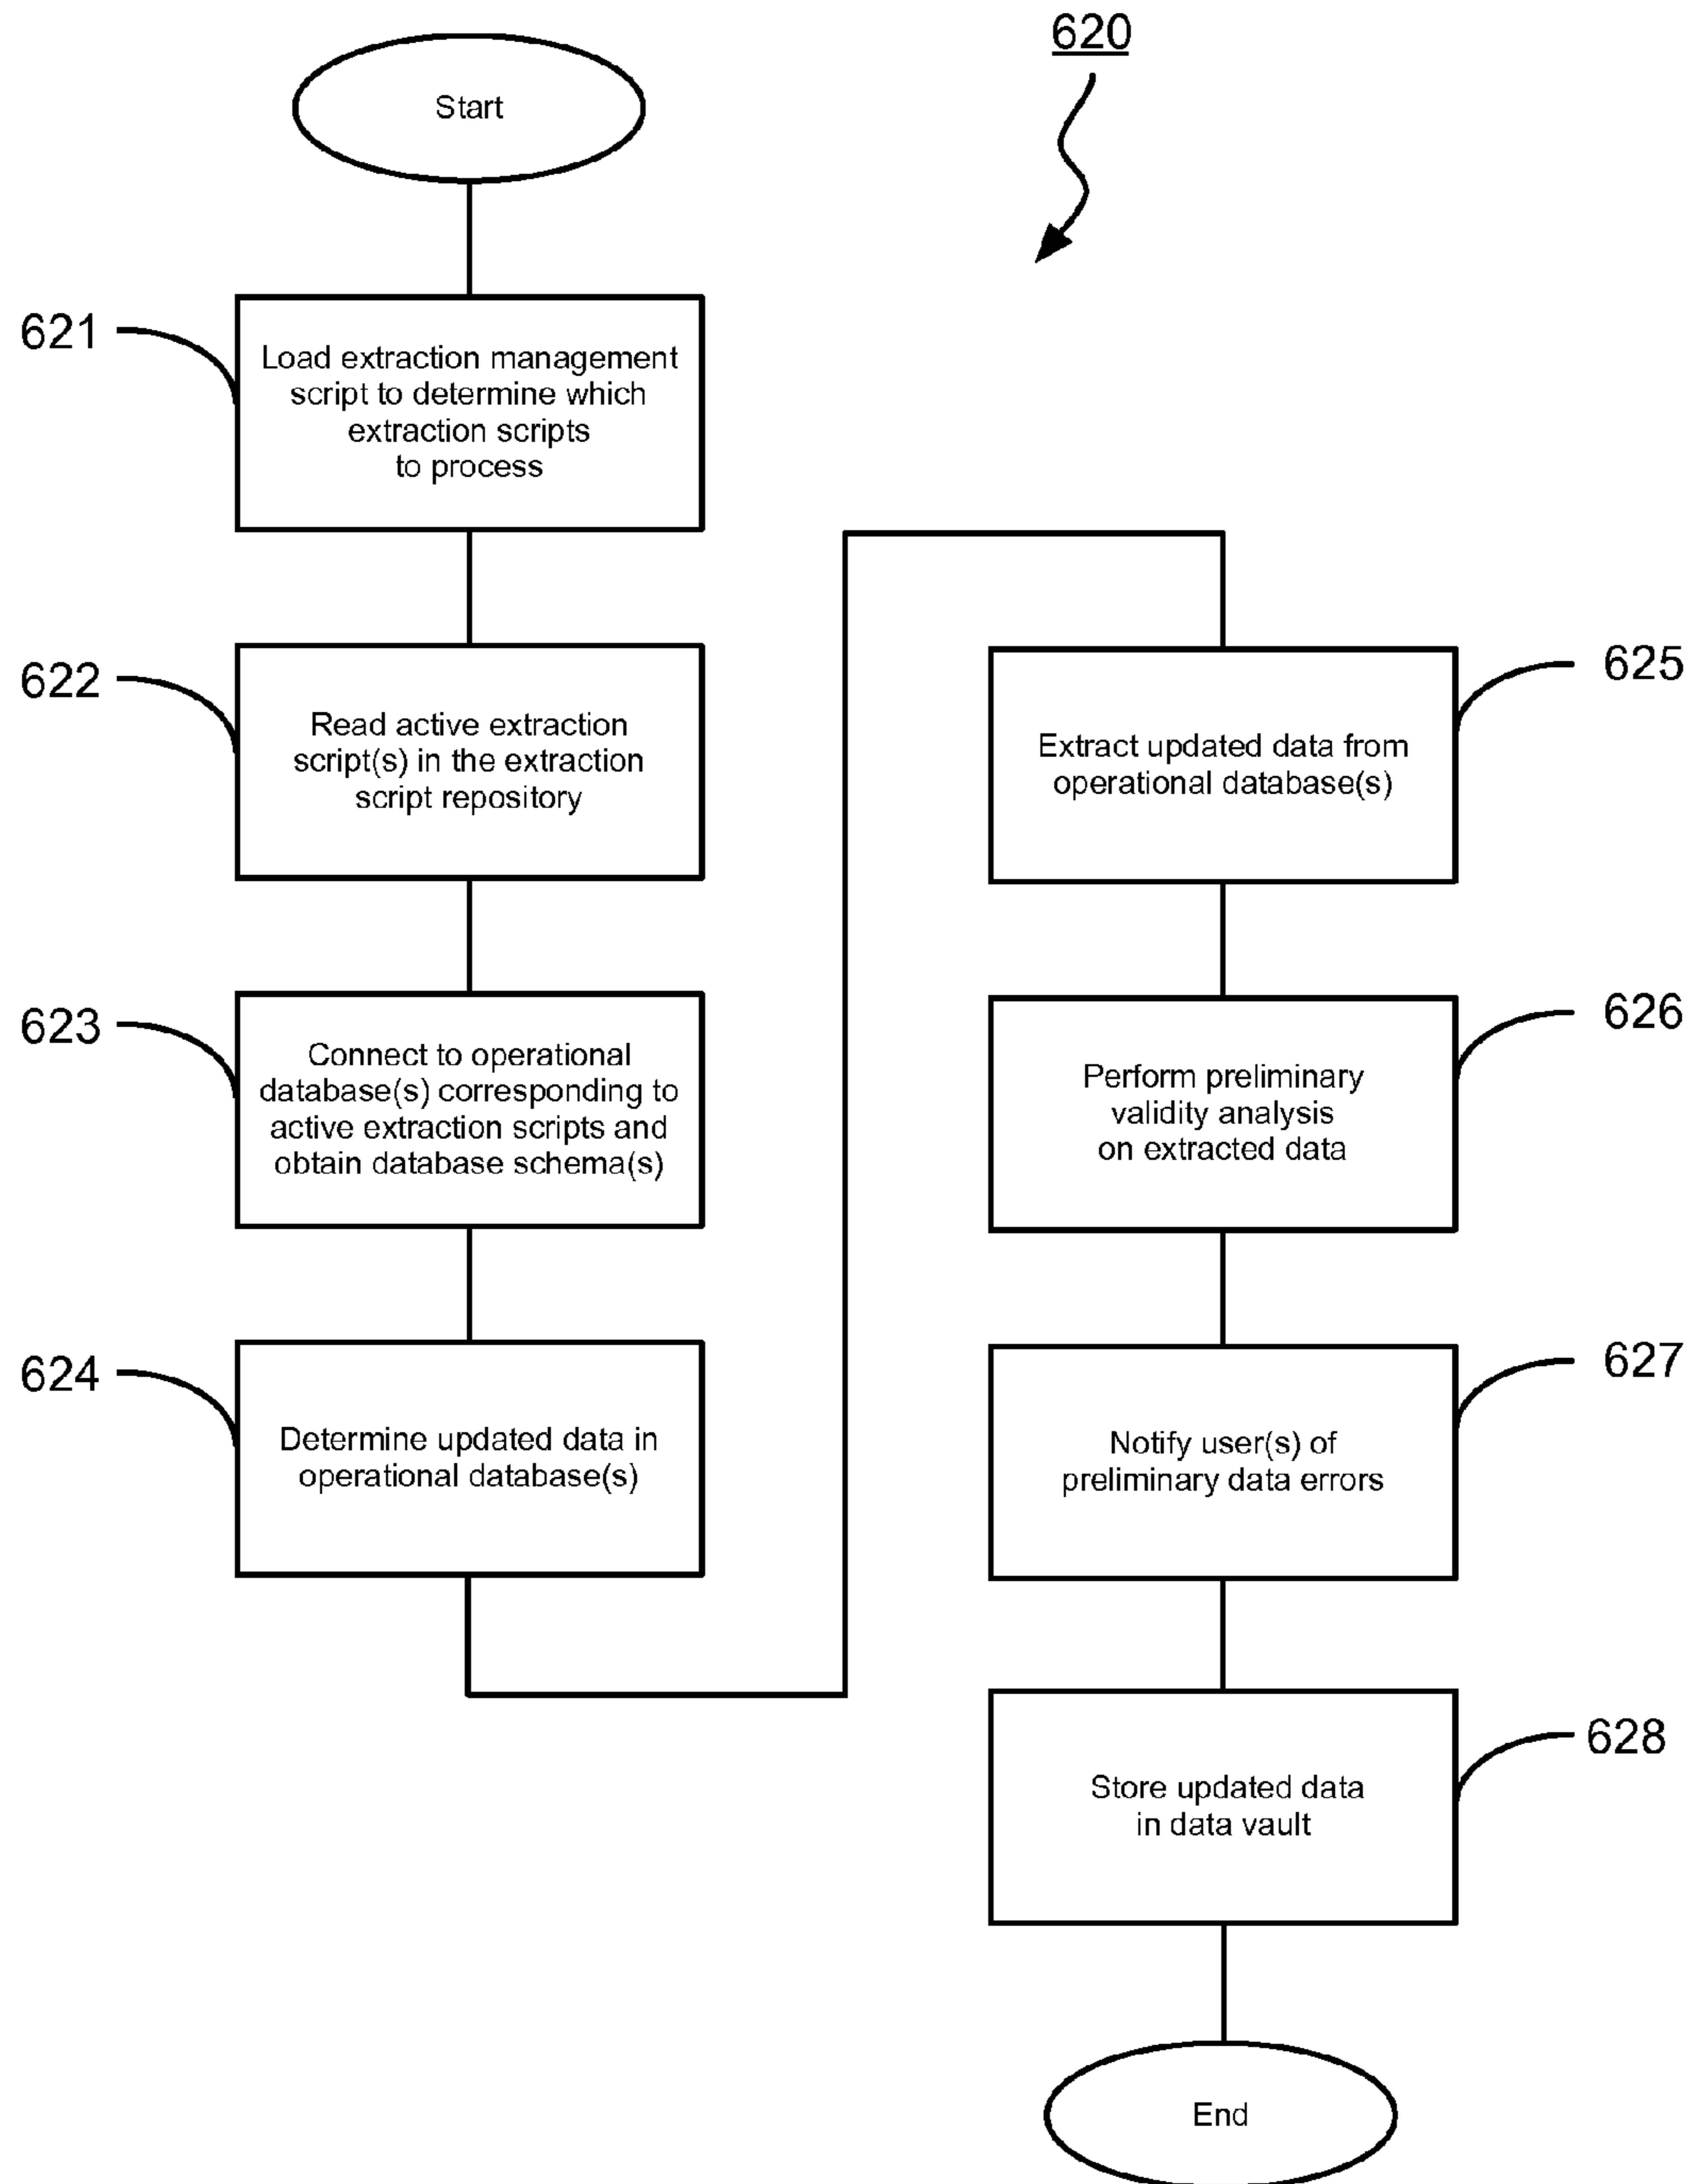 620
Start
621
Load extraction management
script to determine which
extraction scripts
to process
622
Read active extraction
script(s) in the extraction
script repository
623
Connect to operational
database(s) corresponding to
active extraction scripts and
obtain database schema(s)
624
Determine updated data in
operational database(s)
625
Extract updated data from
operational database(s)
626
Perform preliminary
validity analysis
on extracted data
627
Notify user(s) of
preliminary data errors
628
Store updated data
in data vault
End